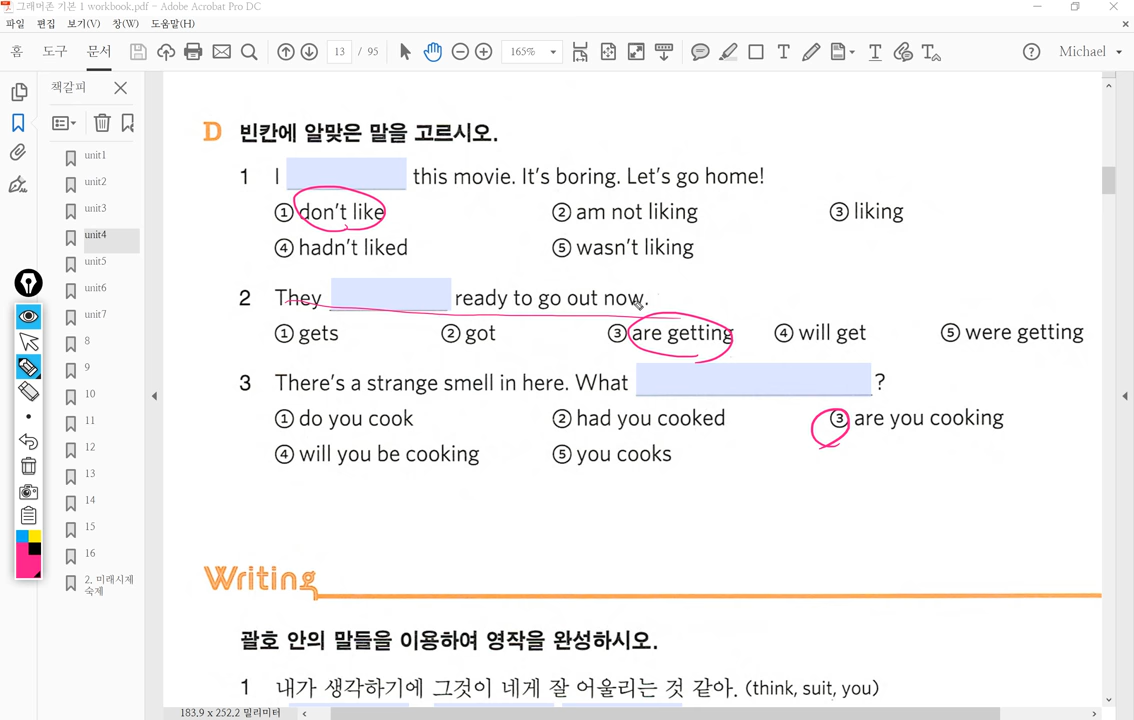 그래머존 기본 1 workbook.pdf - Adobe Acrobat Pro DC
파일 편집 보기(V) 창(W) 도움말(H)
홈 도구 문서 13 / 95 165% Michael
책갈피
unit1
unit2
unit3
unit4
unit5
unit6
unit7
8
9
10
11
12
13
14
15
16
2. 미래시제
숙제
D 빈칸에 알맞은 말을 고르시오.
1 I this movie. It's boring. Let's go home!
① don't like ② am not liking ③ liking
④ hadn't liked ⑤ wasn't liking
2 They ready to go out now.
① gets ② got ③ are getting ④ will get ⑤ were getting
3 There's a strange smell in here. What ?
① do you cook ② had you cooked ③ are you cooking
④ will you be cooking ⑤ you cooks
Writing
괄호 안의 말들을 이용하여 영작을 완성하시오.
1 내가 생각하기에 그것이 네게 잘 어울리는 것 같아. (think, suit, you)
183.9 x 252.2 밀리미터